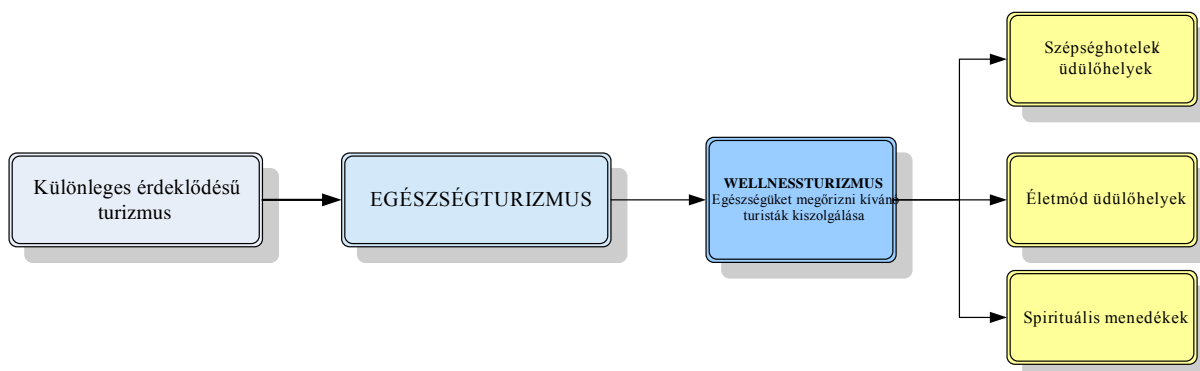 Különleges érdeklődésű
turizmus
EGÉSZSÉGTURIZMUS
WELLNESSTURIZMUS
Egészségüket megőrizni kívánó
turisták kiszolgálása
Szépséghotelek/
üdülőhelyek
Életmód üdülőhelyek
Spirituális menedékek